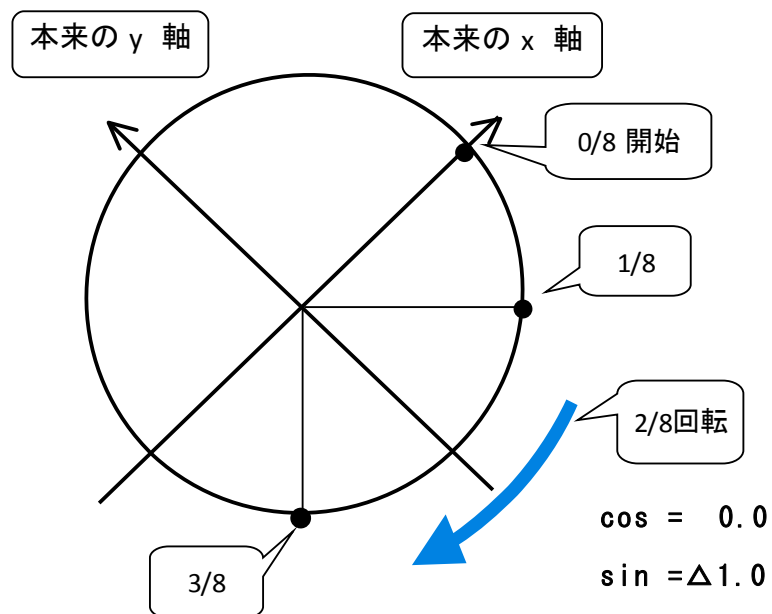 本来の y 軸
本来の x 軸
0/8 開始
1/8
2/8回転
cos = 0.0
sin =△1.0
3/8